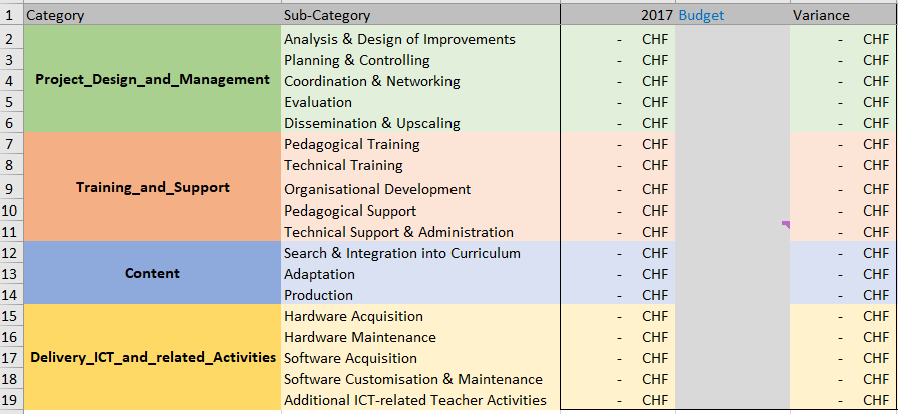 1 Category Sub-Category 2017 Budget Variance
2 Analysis & Design of Improvements - CHF - CHF
3 Planning & Controlling - CHF - CHF
4 Project_Design_and_Management Coordination & Networking - CHF - CHF
5 Evaluation - CHF - CHF
6 Dissemination & Upscaling - CHF - CHF
7 Pedagogical Training - CHF - CHF
8 Technical Training - CHF - CHF
9 Training_and_Support Organisational Development - CHF - CHF
10 Pedagogical Support - CHF - CHF
11 Technical Support & Administration - CHF - CHF
12 Search & Integration into Curriculum - CHF - CHF
13 Content Adaptation - CHF - CHF
14 Production - CHF - CHF
15 Hardware Acquisition - CHF - CHF
16 Hardware Maintenance - CHF - CHF
17 Delivery_ICT_and_related_Activities Software Acquisition - CHF - CHF
18 Software Customisation & Maintenance - CHF - CHF
19 Additional ICT-related Teacher Activities - CHF - CHF